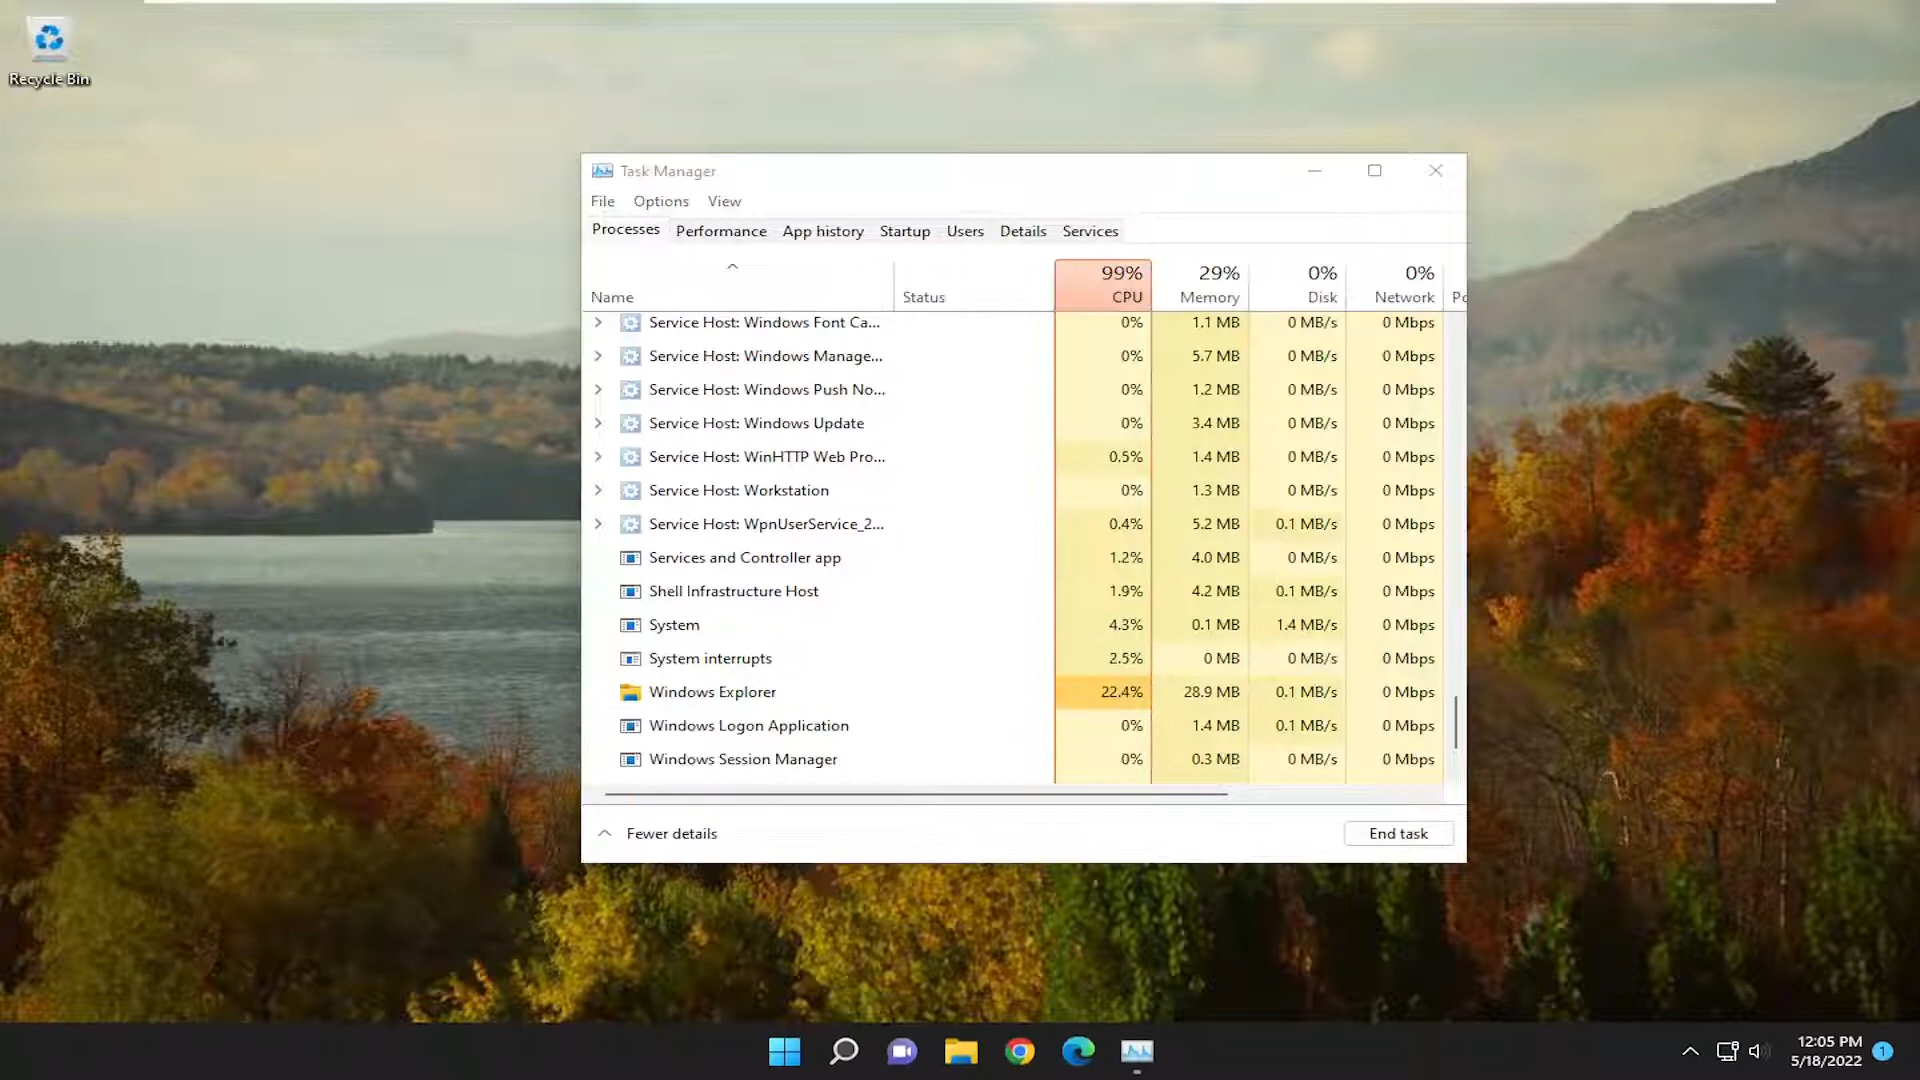 Recycle Bin
Task Manager
File Options View
Processes Performance App history Startup Users Details Services
99% 29% 0% 0%
Name Status CPU Memory Disk Network Po
Service Host: Windows Font Ca... 0% 1.1 MB 0 MB/s 0 Mbps
Service Host: Windows Manage... 0% 5.7 MB 0 MB/s 0 Mbps
Service Host: Windows Push No... 0% 1.2 MB 0 MB/s 0 Mbps
Service Host: Windows Update 0% 3.4 MB 0 MB/s 0 Mbps
Service Host: WinHTTP Web Pro... 0.5% 1.4 MB 0 MB/s 0 Mbps
Service Host: Workstation 0% 1.3 MB 0 MB/s 0 Mbps
Service Host: WpnUserService_2... 0.4% 5.2 MB 0.1 MB/s 0 Mbps
Services and Controller app 1.2% 4.0 MB 0 MB/s 0 Mbps
Shell Infrastructure Host 1.9% 4.2 MB 0.1 MB/s 0 Mbps
System 4.3% 0.1 MB 1.4 MB/s 0 Mbps
System interrupts 2.5% 0 MB 0 MB/s 0 Mbps
Windows Explorer 22.4% 28.9 MB 0.1 MB/s 0 Mbps
Windows Logon Application 0% 1.4 MB 0.1 MB/s 0 Mbps
Windows Session Manager 0% 0.3 MB 0 MB/s 0 Mbps
Fewer details End task
12:05 PM
5/18/2022 1